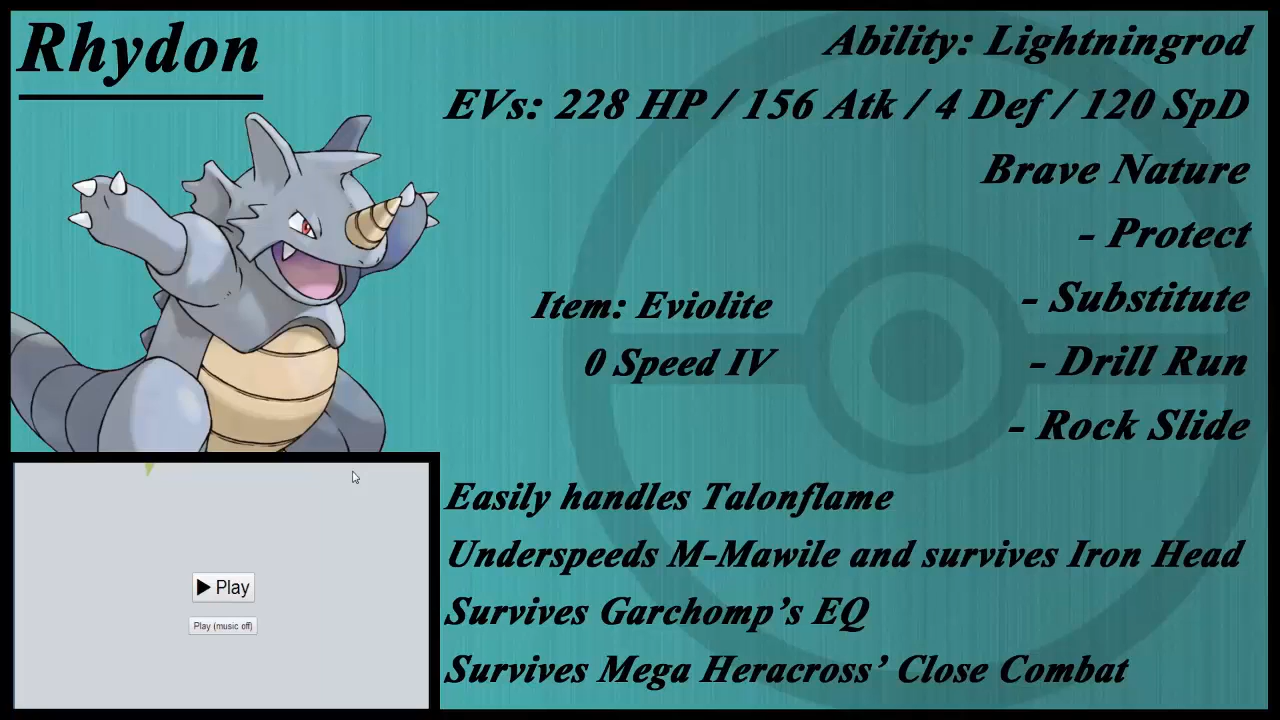 Rhydon
Ability: Lightningrod
EVs: 228 HP / 156 Atk / 4 Def / 120 SpD
Brave Nature
- Protect
- Substitute
- Drill Run
- Rock Slide
Item: Eviolite
0 Speed IV
Play
Play (music off)
Easily handles Talonflame
Underspeeds M-Mawile and survives Iron Head
Survives Garchomp’s EQ
Survives Mega Heracross’ Close Combat